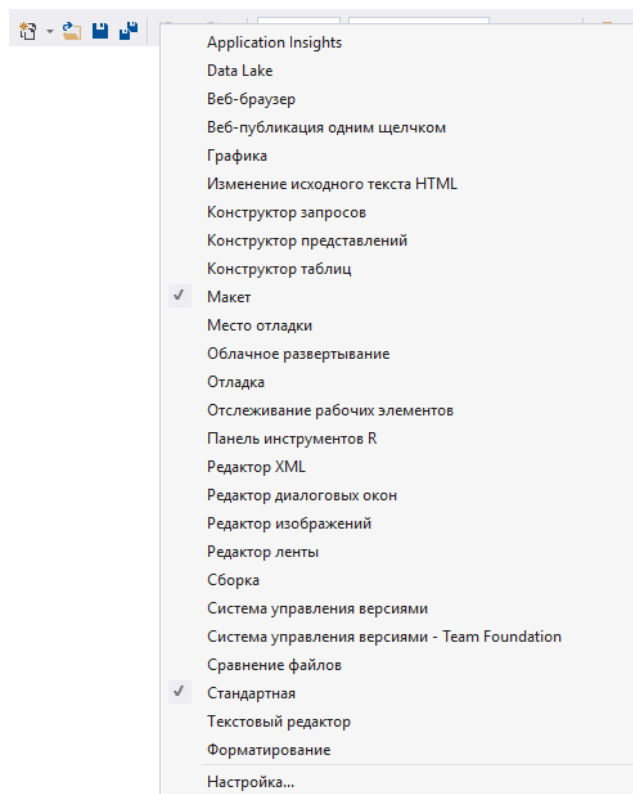 Application Insights
Data Lake
Веб-браузер
Веб-публикация одним щелчком
Графика
Изменение исходного текста HTML
Конструктор запросов
Конструктор представлений
Конструктор таблиц
Макет
Место отладки
Облачное развертывание
Отладка
Отслеживание рабочих элементов
Панель инструментов R
Редактор XML
Редактор диалоговых окон
Редактор изображений
Редактор ленты
Сборка
Система управления версиями
Система управления версиями - Team Foundation
Сравнение файлов
Стандартная
Текстовый редактор
Форматирование
Настройка...